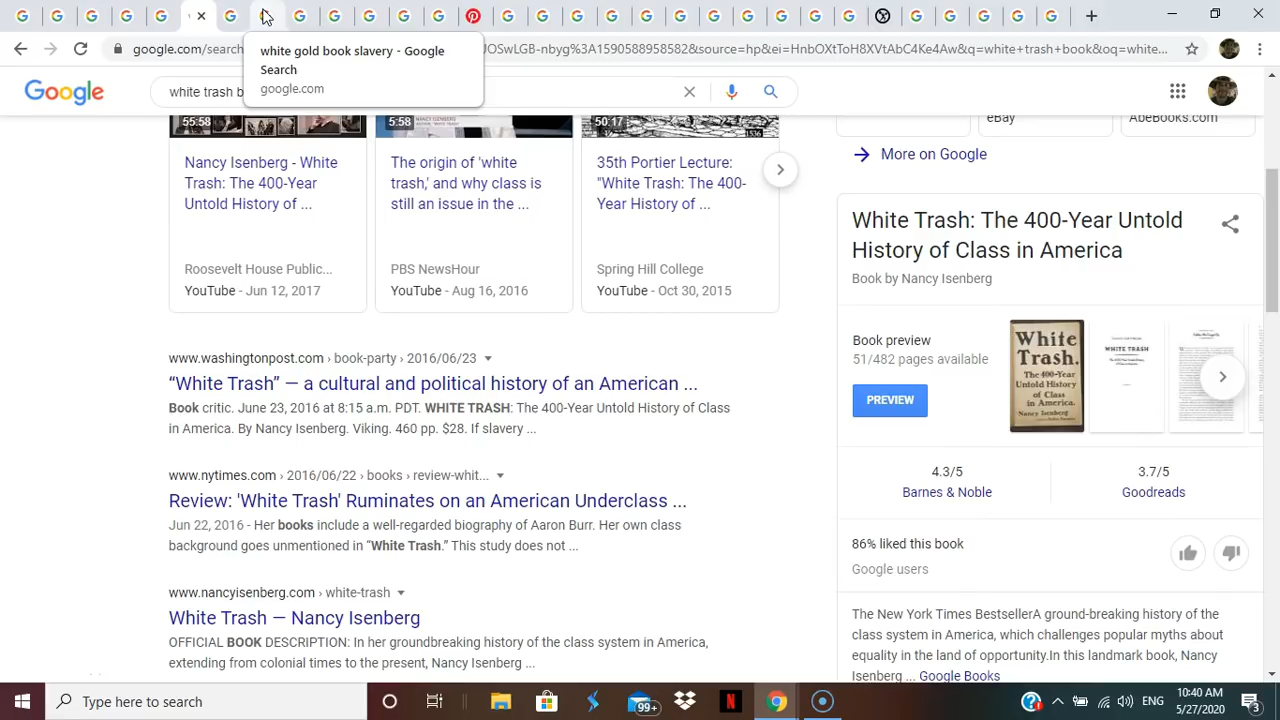 white gold book slavery - Google
Search
google.com
google.com/search
JOSwLGB-nbyg%3A1590588958582&source=hp&ei=HnbOXtToH8XVtAbC4Ke4Aw&q=white+trash+book&oq=white...
Google
white trash b
55:58
5:58
50:17
eBay
AbeBooks.com
More on Google
Nancy Isenberg - White
Trash: The 400-Year
Untold History of ...
Roosevelt House Public...
YouTube - Jun 12, 2017
The origin of 'white
trash,' and why class is
still an issue in the ...
PBS NewsHour
YouTube - Aug 16, 2016
35th Portier Lecture:
"White Trash: The 400-
Year History of ...
Spring Hill College
YouTube - Oct 30, 2015
www.washingtonpost.com › book-party › 2016/06/23
“White Trash” — a cultural and political history of an American ...
Book critic. June 23, 2016 at 8:15 a.m. PDT. WHITE TRASH: The 400-Year Untold History of Class
in America. By Nancy Isenberg. Viking. 460 pp. $28. If slavery ...
www.nytimes.com › 2016/06/22 › books › review-whit...
Review: 'White Trash' Ruminates on an American Underclass ...
Jun 22, 2016 - Her books include a well-regarded biography of Aaron Burr. Her own class
background goes unmentioned in “White Trash.” This study does not ...
www.nancyisenberg.com › white-trash
White Trash — Nancy Isenberg
OFFICIAL BOOK DESCRIPTION: In her groundbreaking history of the class system in America,
extending from colonial times to the present, Nancy Isenberg ...
White Trash: The 400-Year Untold
History of Class in America
Book by Nancy Isenberg
Book preview
51/482 pages available
PREVIEW
White
Trash.
The 400-Year
Untold History
of Class
in America.
Nancy Isenberg
WHITE TRASH
4.3/5
Barnes & Noble
3.7/5
Goodreads
86% liked this book
Google users
The New York Times BestsellerA ground-breaking history of the
class system in America, which challenges popular myths about
equality in the land of opportunity.In this landmark book, Nancy
Isenberg ... Google Books
Type here to search
99+
N
ENG
10:40 AM
5/27/2020
3